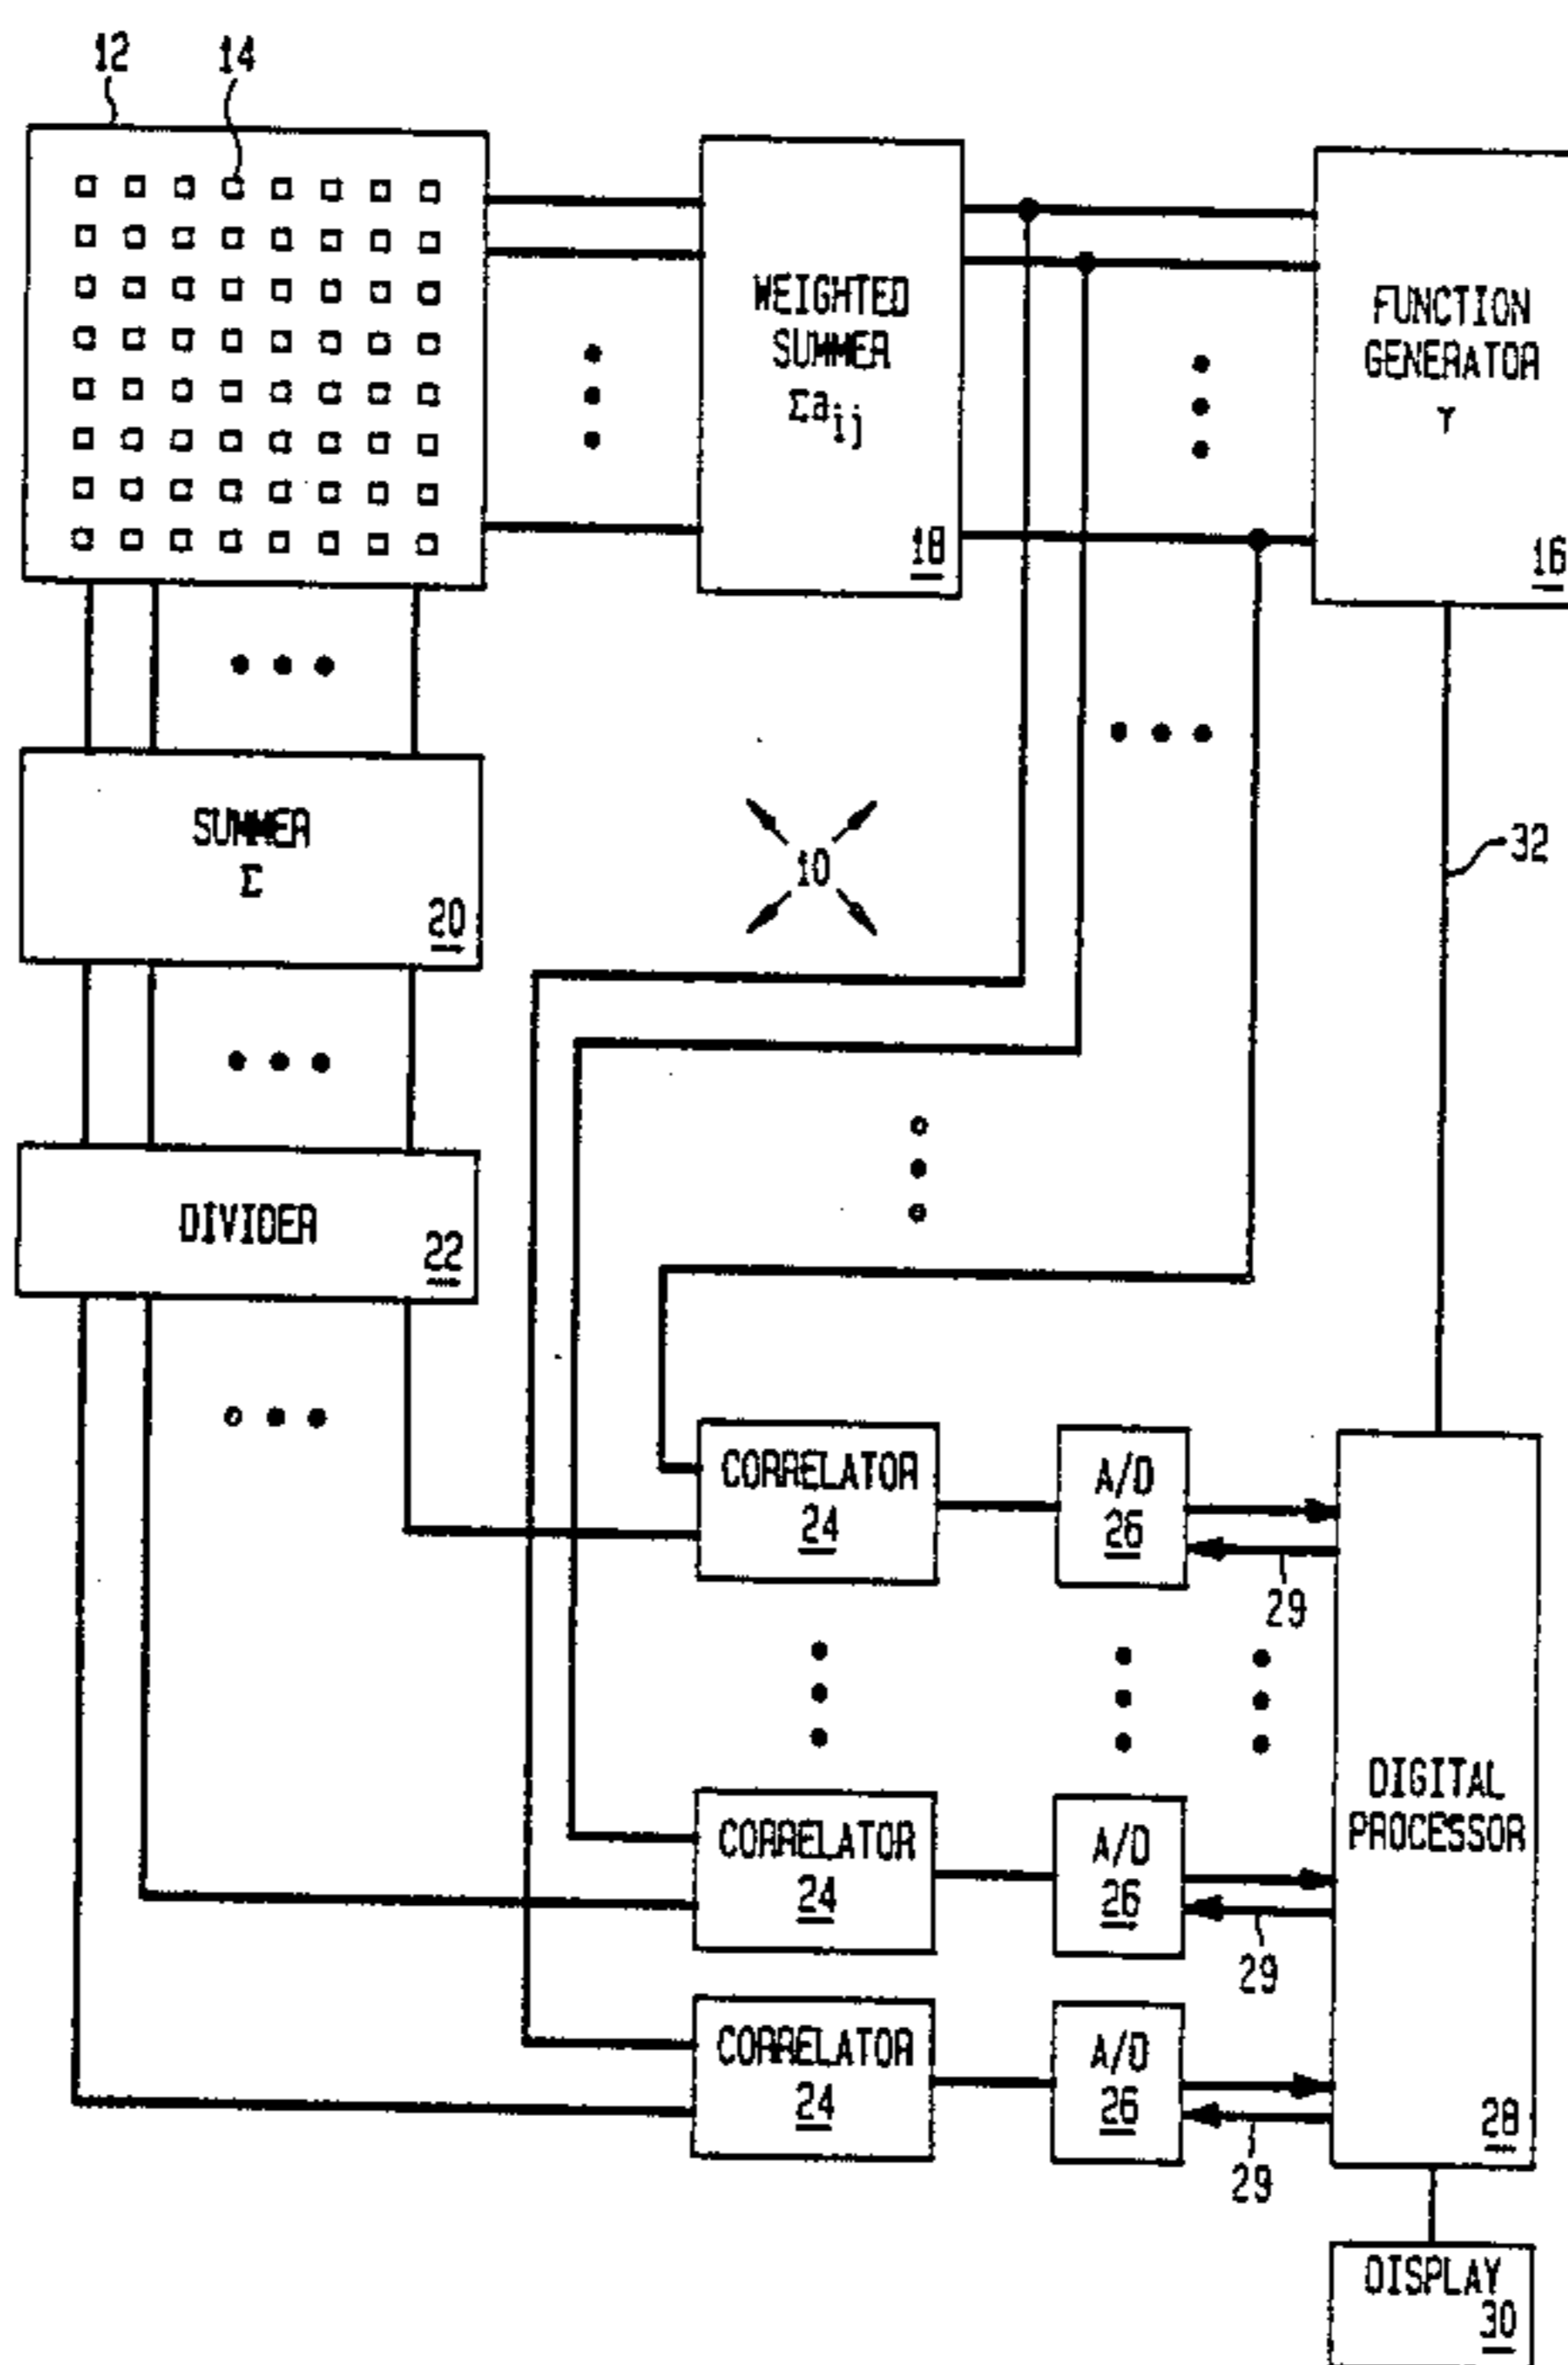 12 14
WEIGHTED
SUMMER
Σaij
18
FUNCTION
GENERATOR
γ
16
SUMMER
Σ
20
10
32
DIVIDER
22
CORRELATOR
24
A/D
26
29
CORRELATOR
24
A/D
26
29
DIGITAL
PROCESSOR
28
CORRELATOR
24
A/D
26
29
DISPLAY
30